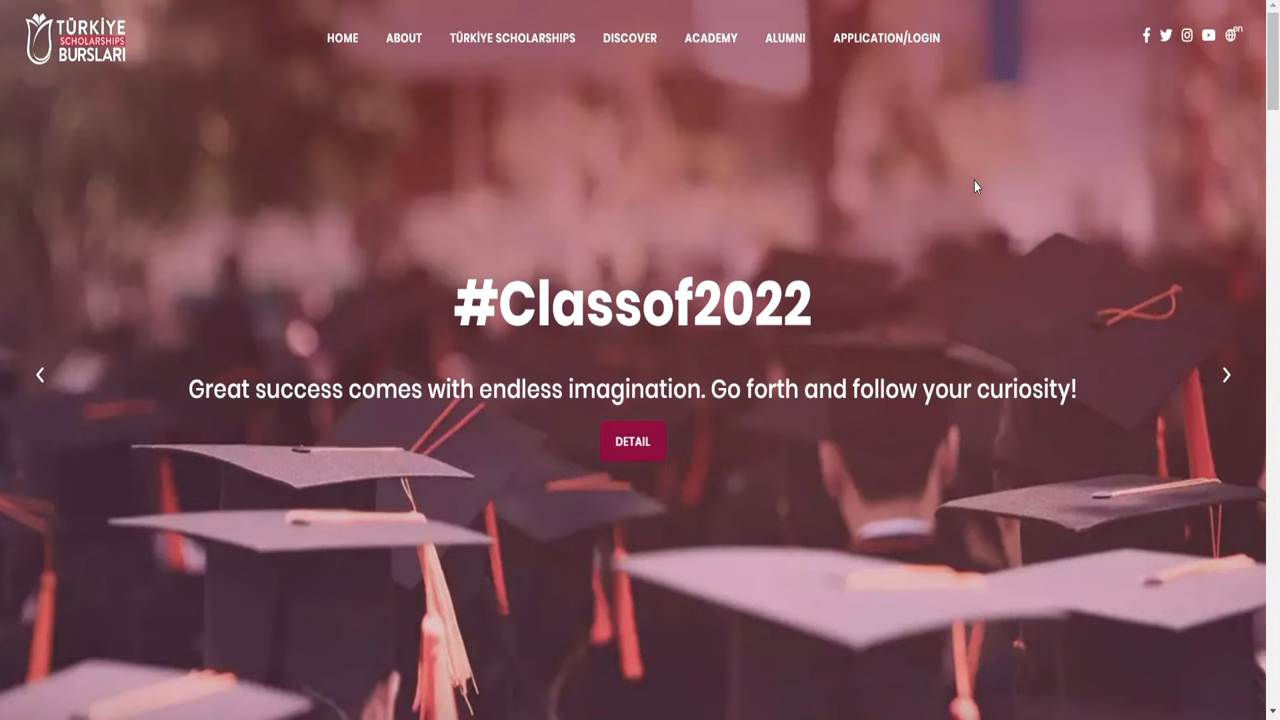 TÜRKİYE
SCHOLARSHIPS
BURSLARI
HOME ABOUT TÜRKİYE SCHOLARSHIPS DISCOVER ACADEMY ALUMNI APPLICATION/LOGIN
en
#Classof2022
Great success comes with endless imagination. Go forth and follow your curiosity!
DETAIL